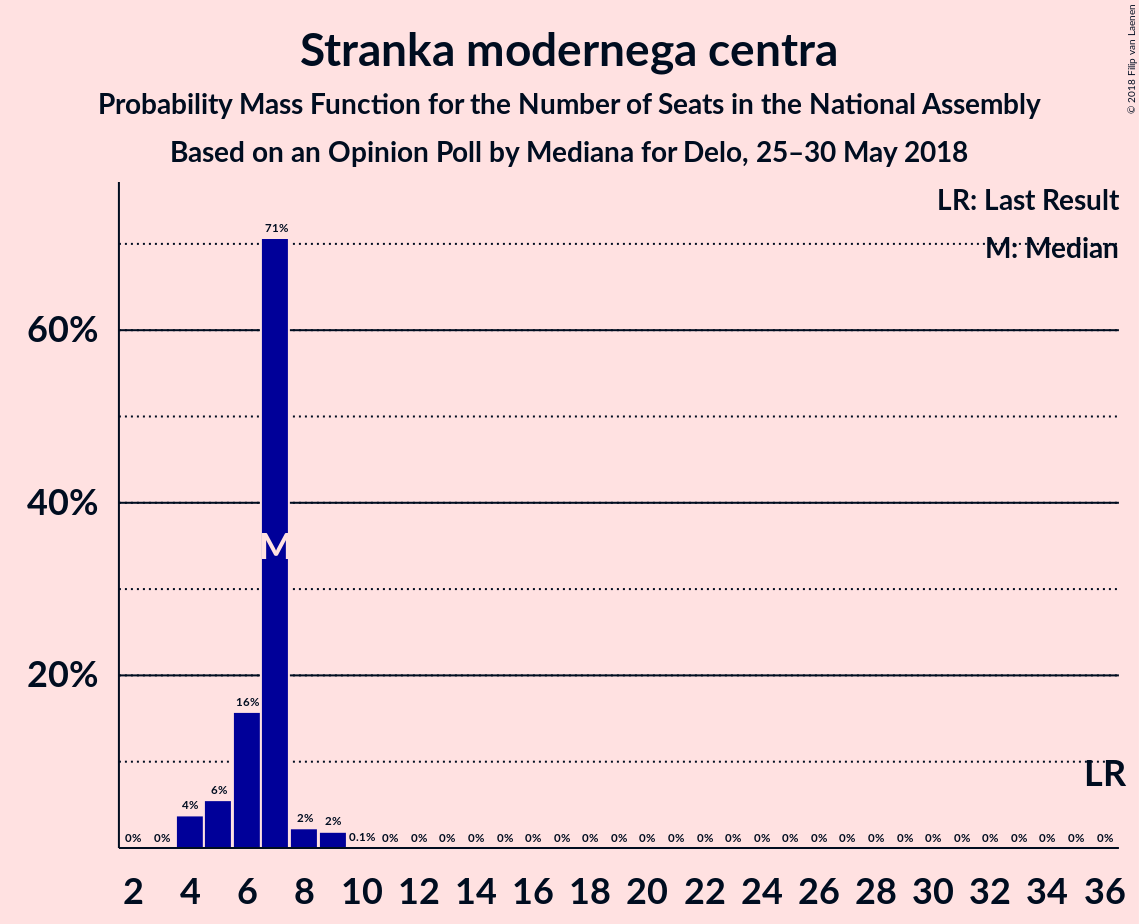 Stranka modernega centra
Probability Mass Function for the Number of Seats in the National Assembly
Based on an Opinion Poll by Mediana for Delo, 25–30 May 2018
© 2018 Filip van Laenen
LR: Last Result
M: Median
60%
40%
20%
0% 0% 4% 6% 16% 71% 2% 2% 0.1% 0% 0% 0% 0% 0% 0% 0% 0% 0% 0% 0% 0% 0% 0% 0% 0% 0% 0% 0% 0% 0% 0% 0% 0% 0% 0%
M
LR
2 4 6 8 10 12 14 16 18 20 22 24 26 28 30 32 34 36